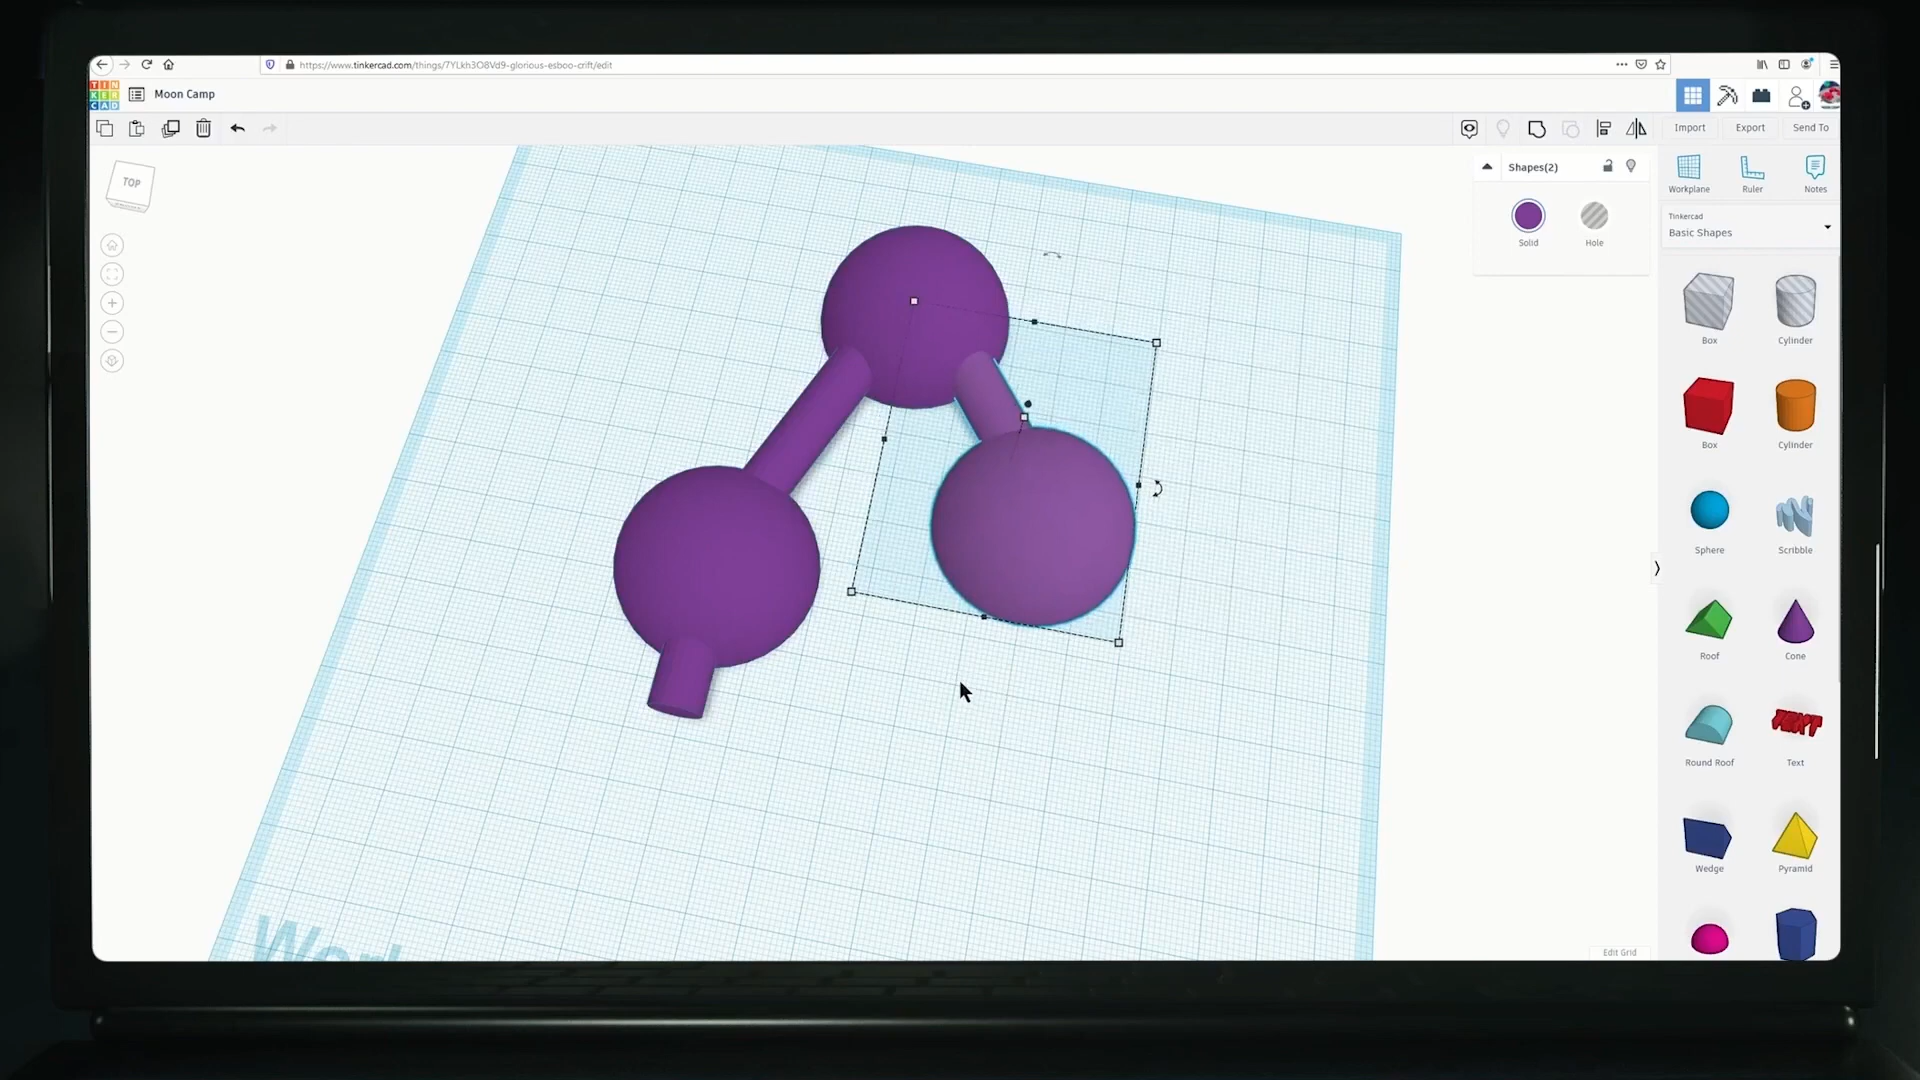 https://www.tinkercad.com/things/7YLkh3O8Vd9-glorious-esboo-crift/edit
TIN
KER
CAD
Moon Camp
Import
Export
Send To
TOP
Shapes(2)
Solid
Hole
Workplane
Ruler
Notes
Tinkercad
Basic Shapes
Box
Cylinder
Box
Cylinder
Sphere
Scribble
Roof
Cone
Round Roof
TEXT
Text
Wedge
Pyramid
Edit Grid